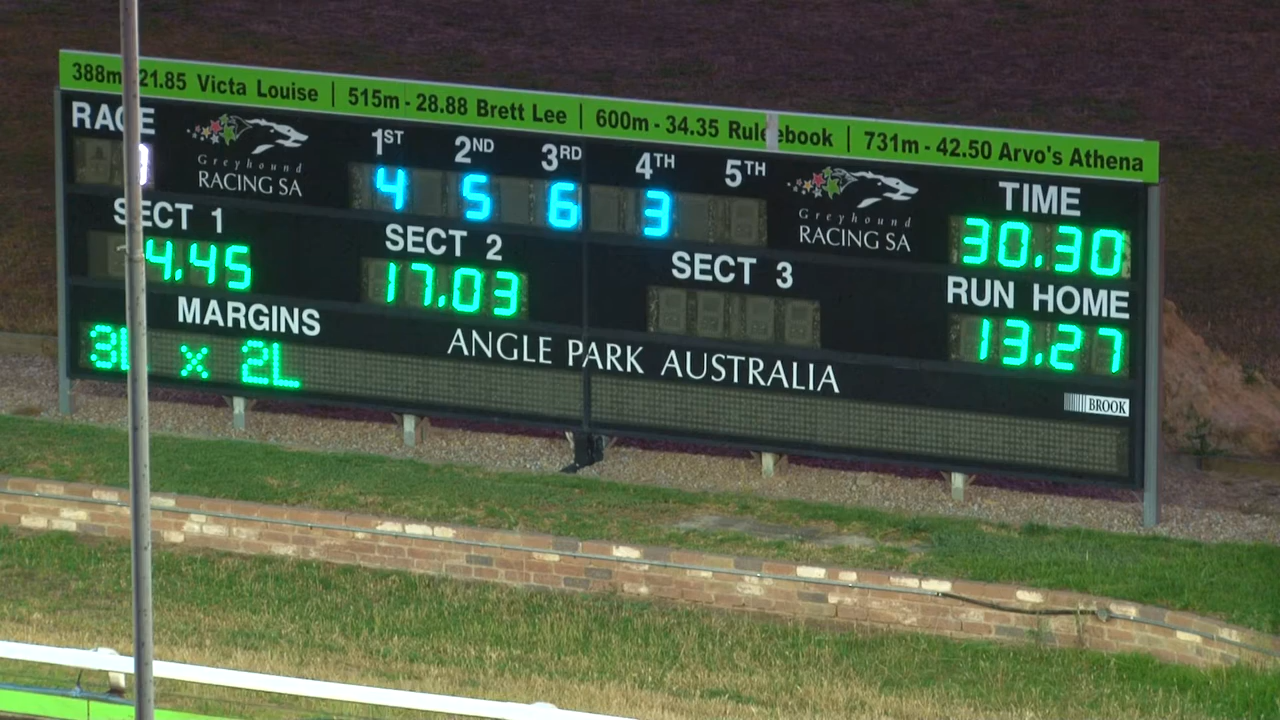 388m 21.85 Victa Louise | 515m - 28.88 Brett Lee | 600m - 34.35 Rulebook | 731m - 42.50 Arvo's Athena
RACE
Greyhound
RACING SA
1ST 2ND 3RD 4TH 5TH
4 5 6 3
Greyhound
RACING SA
TIME
30.30
SECT 1
4.45
SECT 2
17.03
SECT 3
RUN HOME
13.27
MARGINS
3L x 2L
ANGLE PARK AUSTRALIA
BROOK